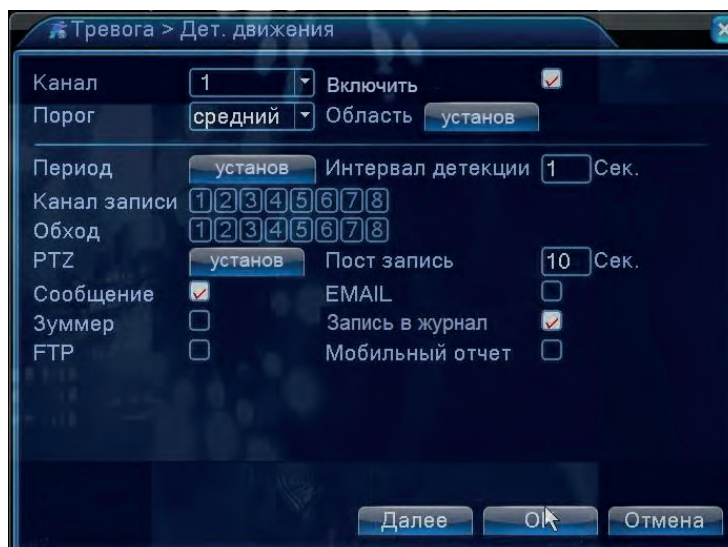 Тревога > Дет. движения
Канал 1 Включить
Порог средний Область установ
Период установ Интервал детекции 1 Сек.
Канал записи 1 2 3 4 5 6 7 8
Обход 1 2 3 4 5 6 7 8
PTZ установ Пост запись 10 Сек.
Сообщение EMAIL
Зуммер Запись в журнал
FTP Мобильный отчет
Далее OK Отмена